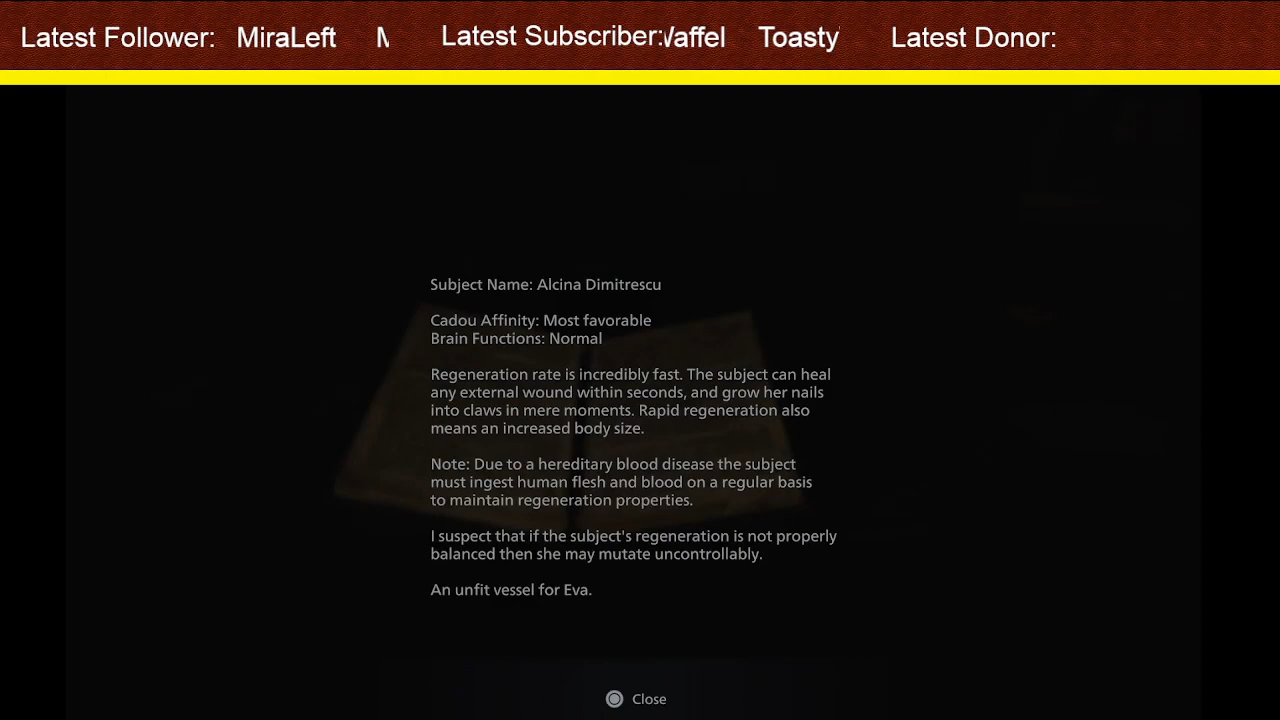 Latest Follower: MiraLeft Latest Subscriber: Toasty Latest Donor:
Subject Name: Alcina Dimitrescu
Cadou Affinity: Most favorable
Brain Functions: Normal
Regeneration rate is incredibly fast. The subject can heal
any external wound within seconds, and grow her nails
into claws in mere moments. Rapid regeneration also
means an increased body size.
Note: Due to a hereditary blood disease the subject
must ingest human flesh and blood on a regular basis
to maintain regeneration properties.
I suspect that if the subject's regeneration is not properly
balanced then she may mutate uncontrollably.
An unfit vessel for Eva.
Close